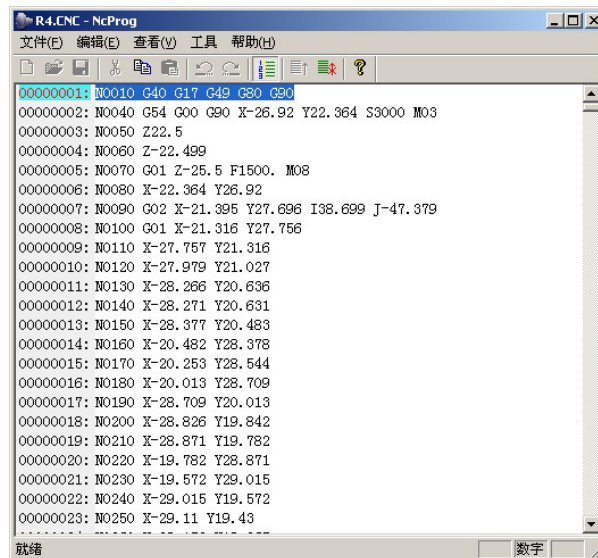 R4.CNC - NcProg
文件(F) 编辑(E) 查看(V) 工具 帮助(H)
00000001: N0010 G40 G17 G49 G80 G90
00000002: N0040 G54 G00 G90 X-26.92 Y22.364 S3000 M03
00000003: N0050 Z22.5
00000004: N0060 Z-22.499
00000005: N0070 G01 Z-25.5 F1500. M08
00000006: N0080 X-22.364 Y26.92
00000007: N0090 G02 X-21.395 Y27.696 I38.699 J-47.379
00000008: N0100 G01 X-21.316 Y27.756
00000009: N0110 X-27.757 Y21.316
00000010: N0120 X-27.979 Y21.027
00000011: N0130 X-28.266 Y20.636
00000012: N0140 X-28.271 Y20.631
00000013: N0150 X-28.377 Y20.483
00000014: N0160 X-20.482 Y28.378
00000015: N0170 X-20.253 Y28.544
00000016: N0180 X-20.013 Y28.709
00000017: N0190 X-28.709 Y20.013
00000018: N0200 X-28.826 Y19.842
00000019: N0210 X-28.871 Y19.782
00000020: N0220 X-19.782 Y28.871
00000021: N0230 X-19.572 Y29.015
00000022: N0240 X-29.015 Y19.572
00000023: N0250 X-29.11 Y19.43
就绪 数字